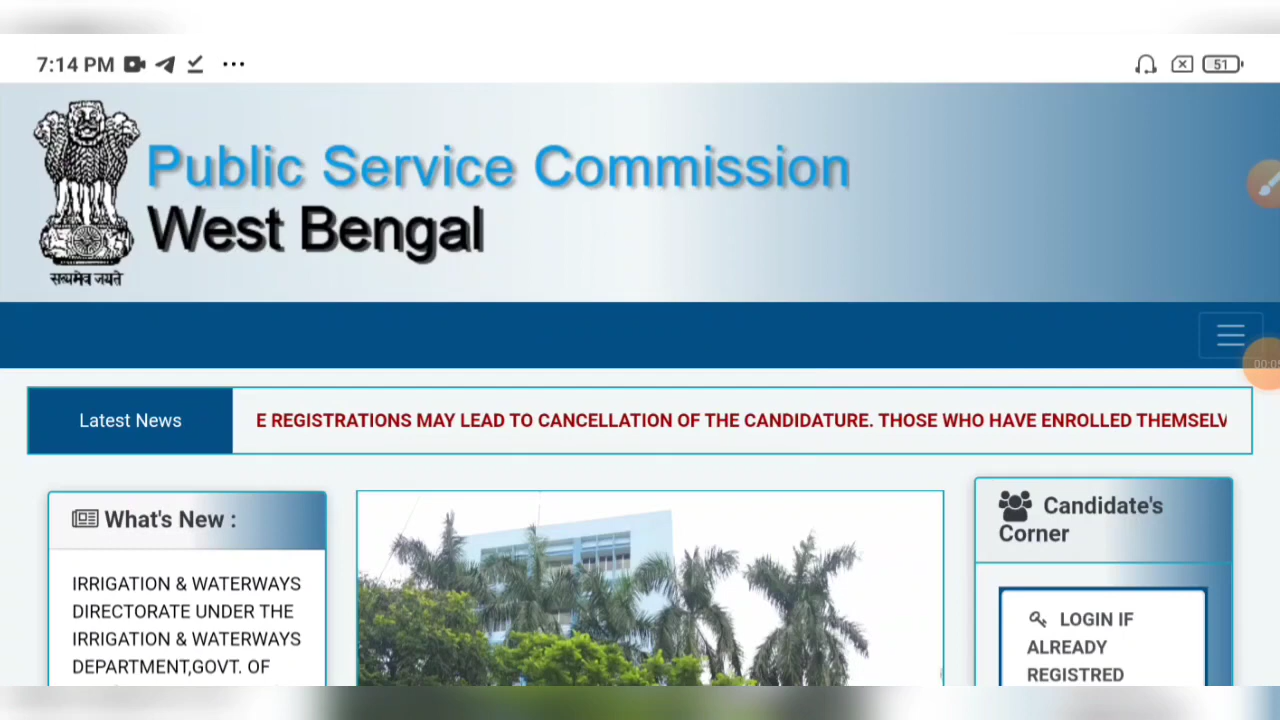 7:14 PM
51
Public Service Commission
West Bengal
सत्यमेव जयते
Latest News
E REGISTRATIONS MAY LEAD TO CANCELLATION OF THE CANDIDATURE. THOSE WHO HAVE ENROLLED THEMSELV
What's New :
IRRIGATION & WATERWAYS
DIRECTORATE UNDER THE
IRRIGATION & WATERWAYS
DEPARTMENT,GOVT. OF
Candidate's
Corner
LOGIN IF
ALREADY
REGISTRED